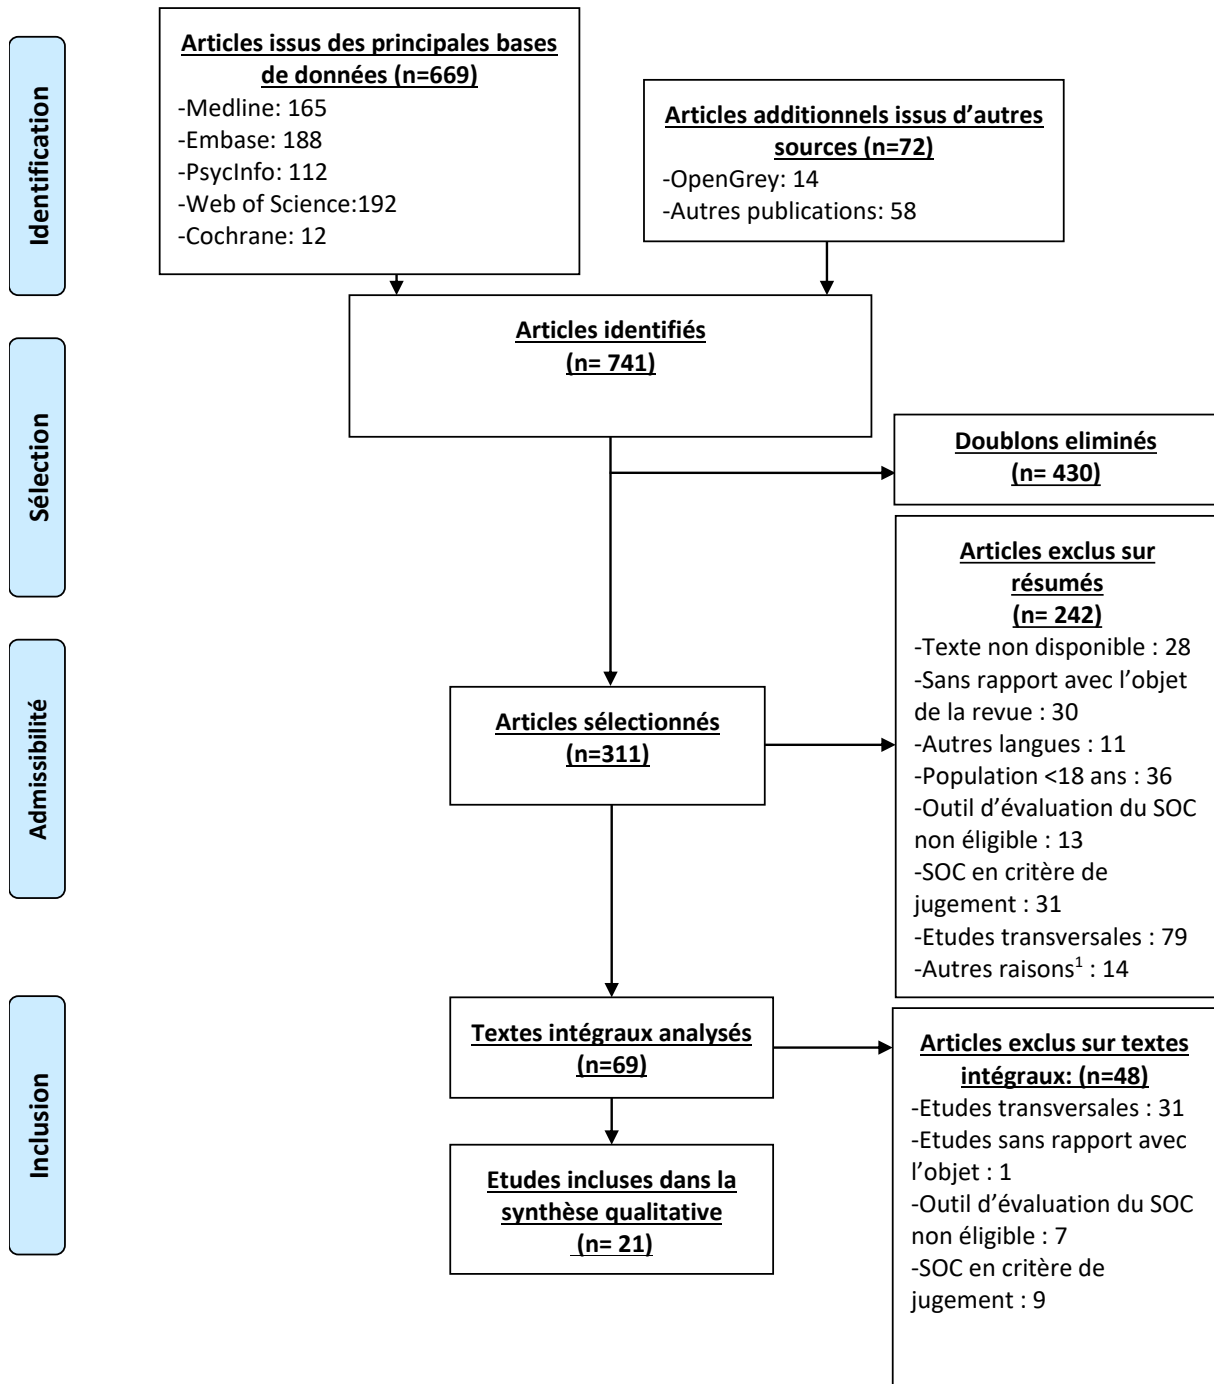 Identification
Articles issus des principales bases
de données (n=669)
-Medline: 165
-Embase: 188
-PsycInfo: 112
-Web of Science:192
-Cochrane: 12
Articles additionnels issus d’autres
sources (n=72)
-OpenGrey: 14
-Autres publications: 58
Articles identifiés
(n= 741)
Sélection
Doublons eliminés
(n= 430)
Articles exclus sur
résumés
(n= 242)
-Texte non disponible : 28
-Sans rapport avec l’objet
de la revue : 30
-Autres langues : 11
-Population <18 ans : 36
-Outil d’évaluation du SOC
non éligible : 13
-SOC en critère de
jugement : 31
-Etudes transversales : 79
-Autres raisons1 : 14
Admissibilité
Articles sélectionnés
(n=311)
Inclusion
Textes intégraux analysés
(n=69)
Articles exclus sur textes
intégraux: (n=48)
-Etudes transversales : 31
-Etudes sans rapport avec
l’objet : 1
-Outil d’évaluation du SOC
non éligible : 7
-SOC en critère de
jugement : 9
Etudes incluses dans la
synthèse qualitative
(n= 21)